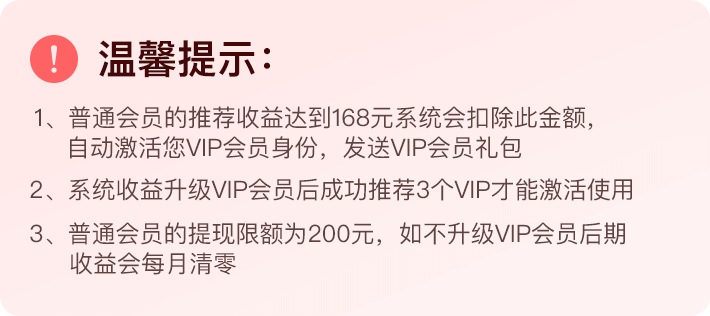 温馨提示：
1、普通会员的推荐收益达到168元系统会扣除此金额，
自动激活您VIP会员身份，发送VIP会员礼包
2、系统收益升级VIP会员后成功推荐3个VIP才能激活使用
3、普通会员的提现限额为200元，如不升级VIP会员后期
收益会每月清零